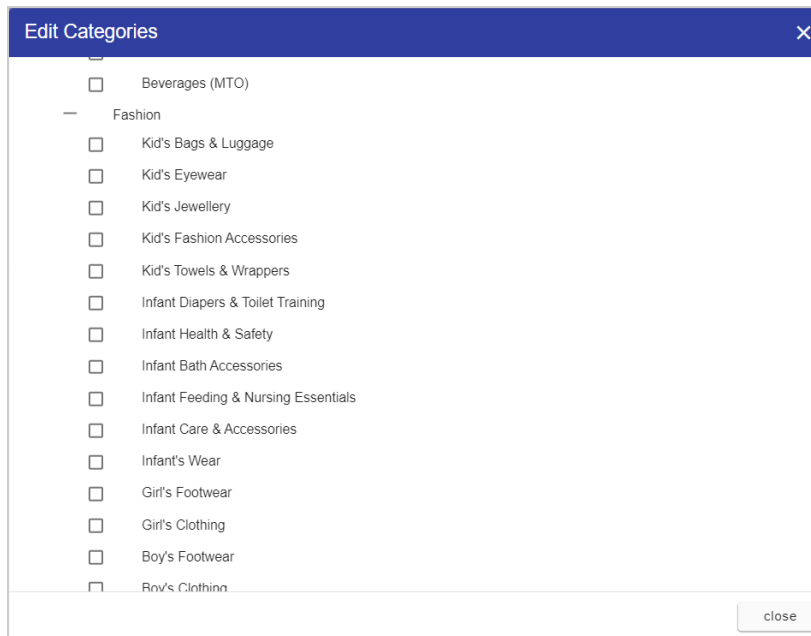 Edit Categories
Beverages (MTO)
Fashion
Kid's Bags & Luggage
Kid's Eyewear
Kid's Jewellery
Kid's Fashion Accessories
Kid's Towels & Wrappers
Infant Diapers & Toilet Training
Infant Health & Safety
Infant Bath Accessories
Infant Feeding & Nursing Essentials
Infant Care & Accessories
Infant's Wear
Girl's Footwear
Girl's Clothing
Boy's Footwear
Boy's Clothing
close